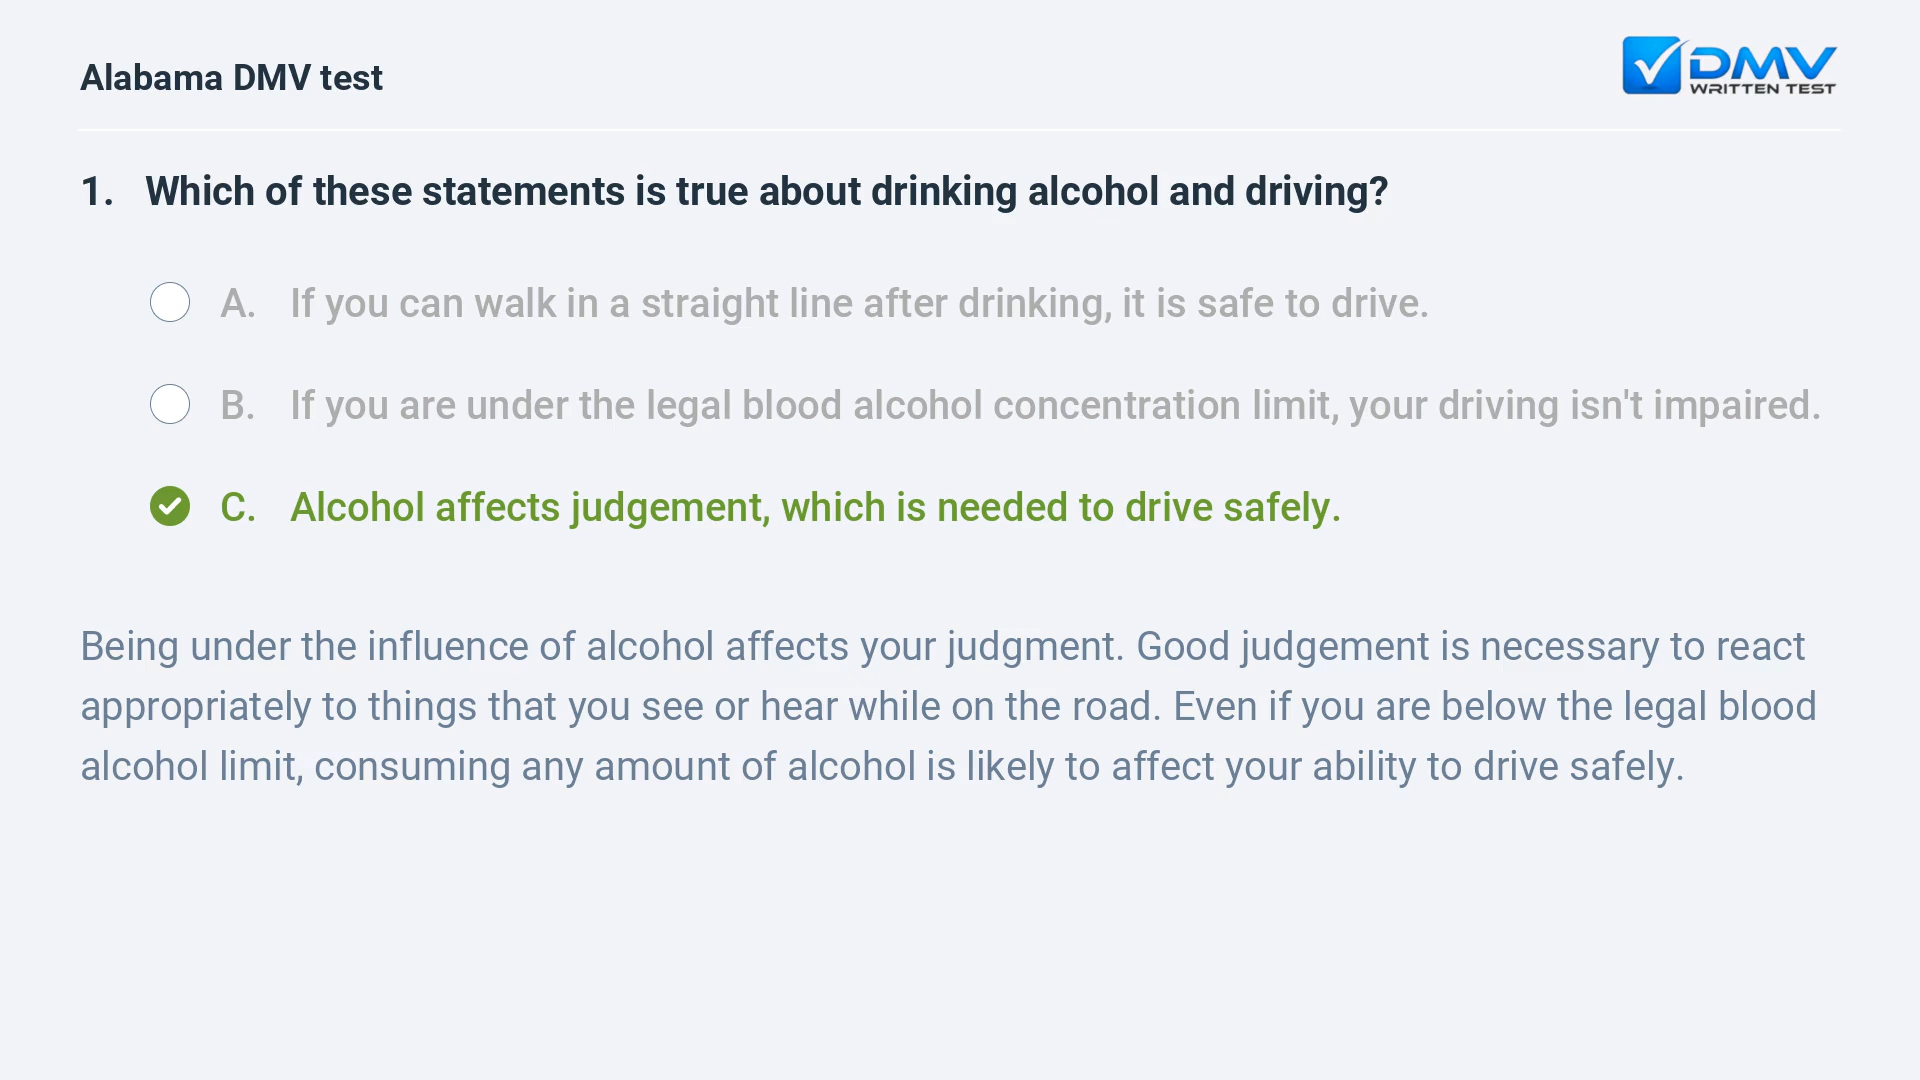 Alabama DMV test
DMV
WRITTEN TEST
1. Which of these statements is true about drinking alcohol and driving?
A. If you can walk in a straight line after drinking, it is safe to drive.
B. If you are under the legal blood alcohol concentration limit, your driving isn't impaired.
C. Alcohol affects judgement, which is needed to drive safely.
Being under the influence of alcohol affects your judgment. Good judgement is necessary to react
appropriately to things that you see or hear while on the road. Even if you are below the legal blood
alcohol limit, consuming any amount of alcohol is likely to affect your ability to drive safely.